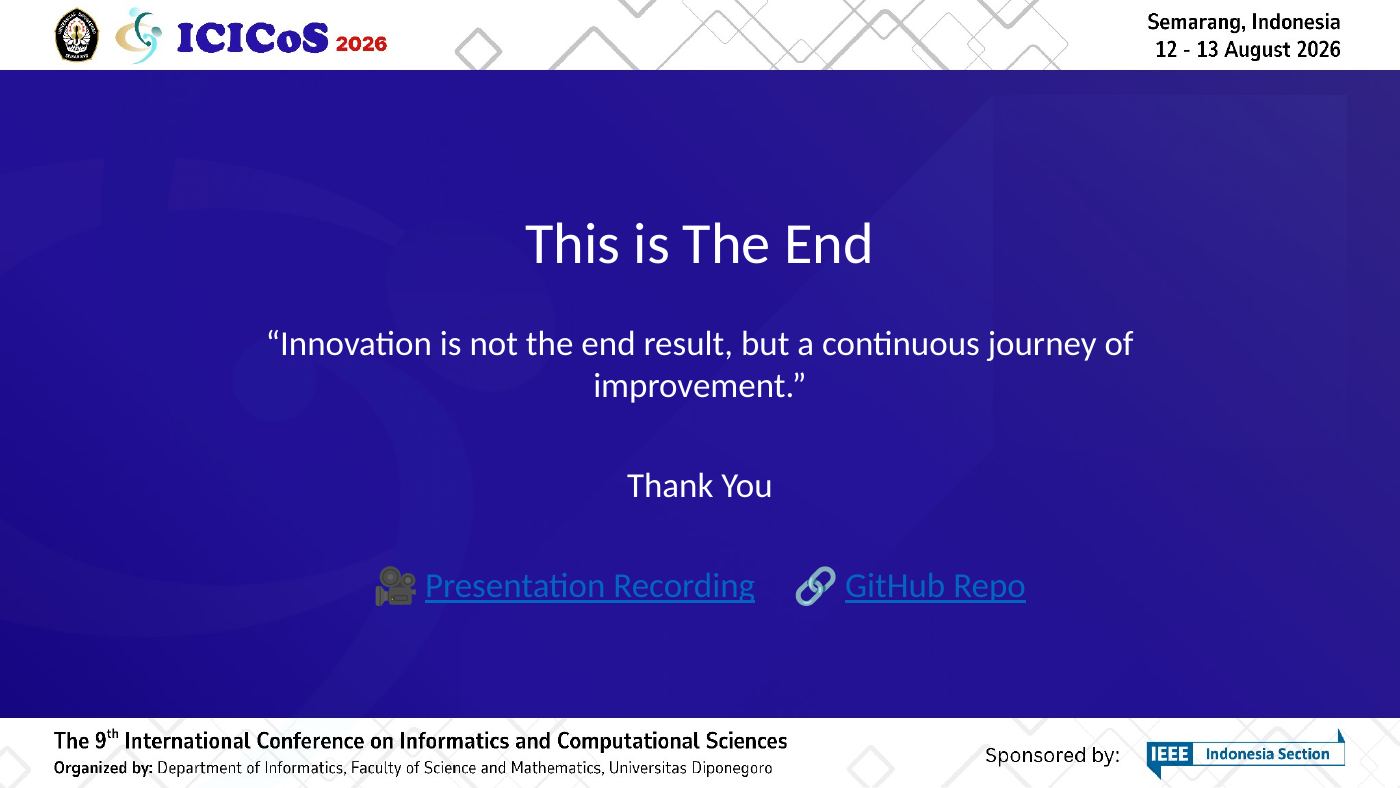 ICICoS 2026
Semarang, Indonesia
12 - 13 August 2026
This is The End
“Innovation is not the end result, but a continuous journey of
improvement.”
Thank You
🎥 Presentation Recording 🔗 GitHub Repo
The 9th International Conference on Informatics and Computational Sciences
Organized by: Department of Informatics, Faculty of Science and Mathematics, Universitas Diponegoro
Sponsored by:
IEEE Indonesia Section